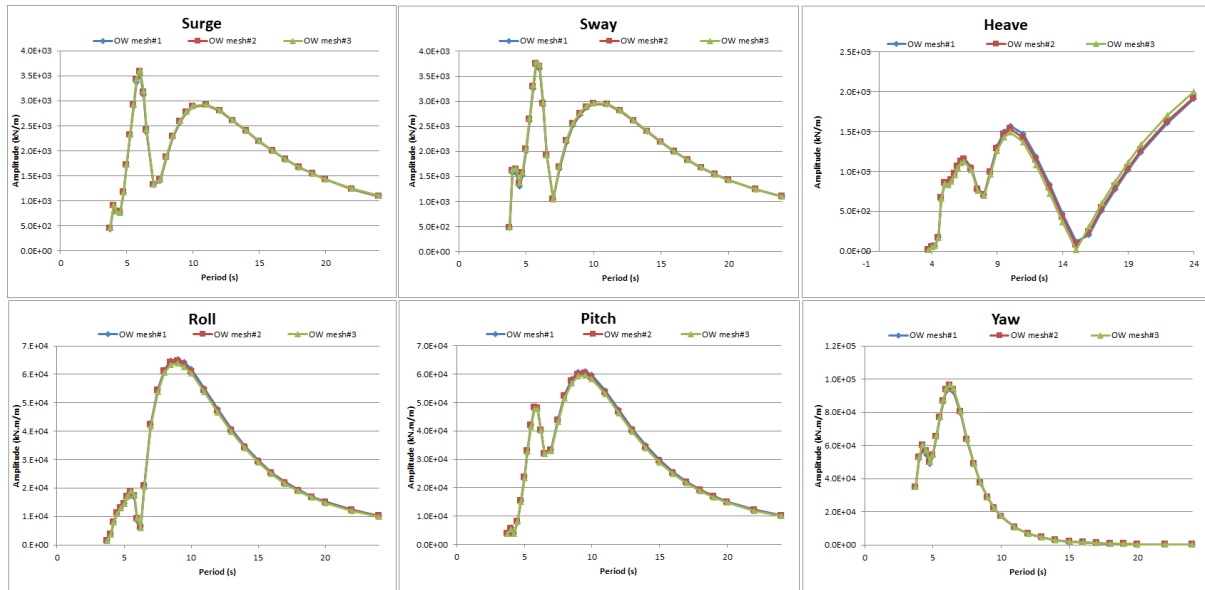 Surge
OW mesh#1 OW mesh#2 OW mesh#3
4.0E+03
3.5E+03
3.0E+03
2.5E+03
2.0E+03
1.5E+03
1.0E+03
5.0E+02
0.0E+00
Amplitude (kN/m)
0 5 10 15 20
Period (s)
Sway
OW mesh#1 OW mesh#2 OW mesh#3
4.0E+03
3.5E+03
3.0E+03
2.5E+03
2.0E+03
1.5E+03
1.0E+03
5.0E+02
0.0E+00
Amplitude (kN/m)
0 5 10 15 20
Period (s)
Heave
OW mesh#1 OW mesh#2 OW mesh#3
2.5E+03
2.0E+03
1.5E+03
1.0E+03
5.0E+02
0.0E+00
Amplitude (kN/m)
-1 4 9 14 19 24
Period (s)
Roll
OW mesh#1 OW mesh#2 OW mesh#3
7.E+04
6.E+04
5.E+04
4.E+04
3.E+04
2.E+04
1.E+04
0.E+00
Amplitude (kN.m/m)
0 5 10 15 20
Period (s)
Pitch
OW mesh#1 OW mesh#2 OW mesh#3
7.0E+04
6.0E+04
5.0E+04
4.0E+04
3.0E+04
2.0E+04
1.0E+04
0.0E+00
Amplitude (kN.m/m)
0 5 10 15 20
Period (s)
Yaw
OW mesh#1 OW mesh#2 OW mesh#3
1.2E+05
1.0E+05
8.0E+04
6.0E+04
4.0E+04
2.0E+04
0.0E+00
Amplitude (kN.m/m)
0 5 10 15 20
Period (s)